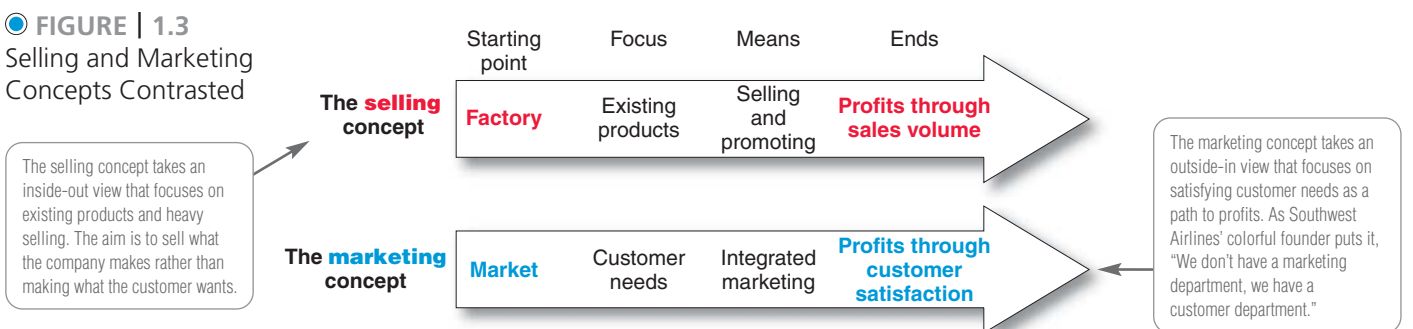 FIGURE | 1.3
Selling and Marketing
Concepts Contrasted
Starting
point
Focus
Means
Ends
The selling
concept
Factory
Existing
products
Selling
and
promoting
Profits through
sales volume
The selling concept takes an
inside-out view that focuses on
existing products and heavy
selling. The aim is to sell what
the company makes rather than
making what the customer wants.
The marketing
concept
Market
Customer
needs
Integrated
marketing
Profits through
customer
satisfaction
The marketing concept takes an
outside-in view that focuses on
satisfying customer needs as a
path to profits. As Southwest
Airlines’ colorful founder puts it,
“We don’t have a marketing
department, we have a
customer department.”